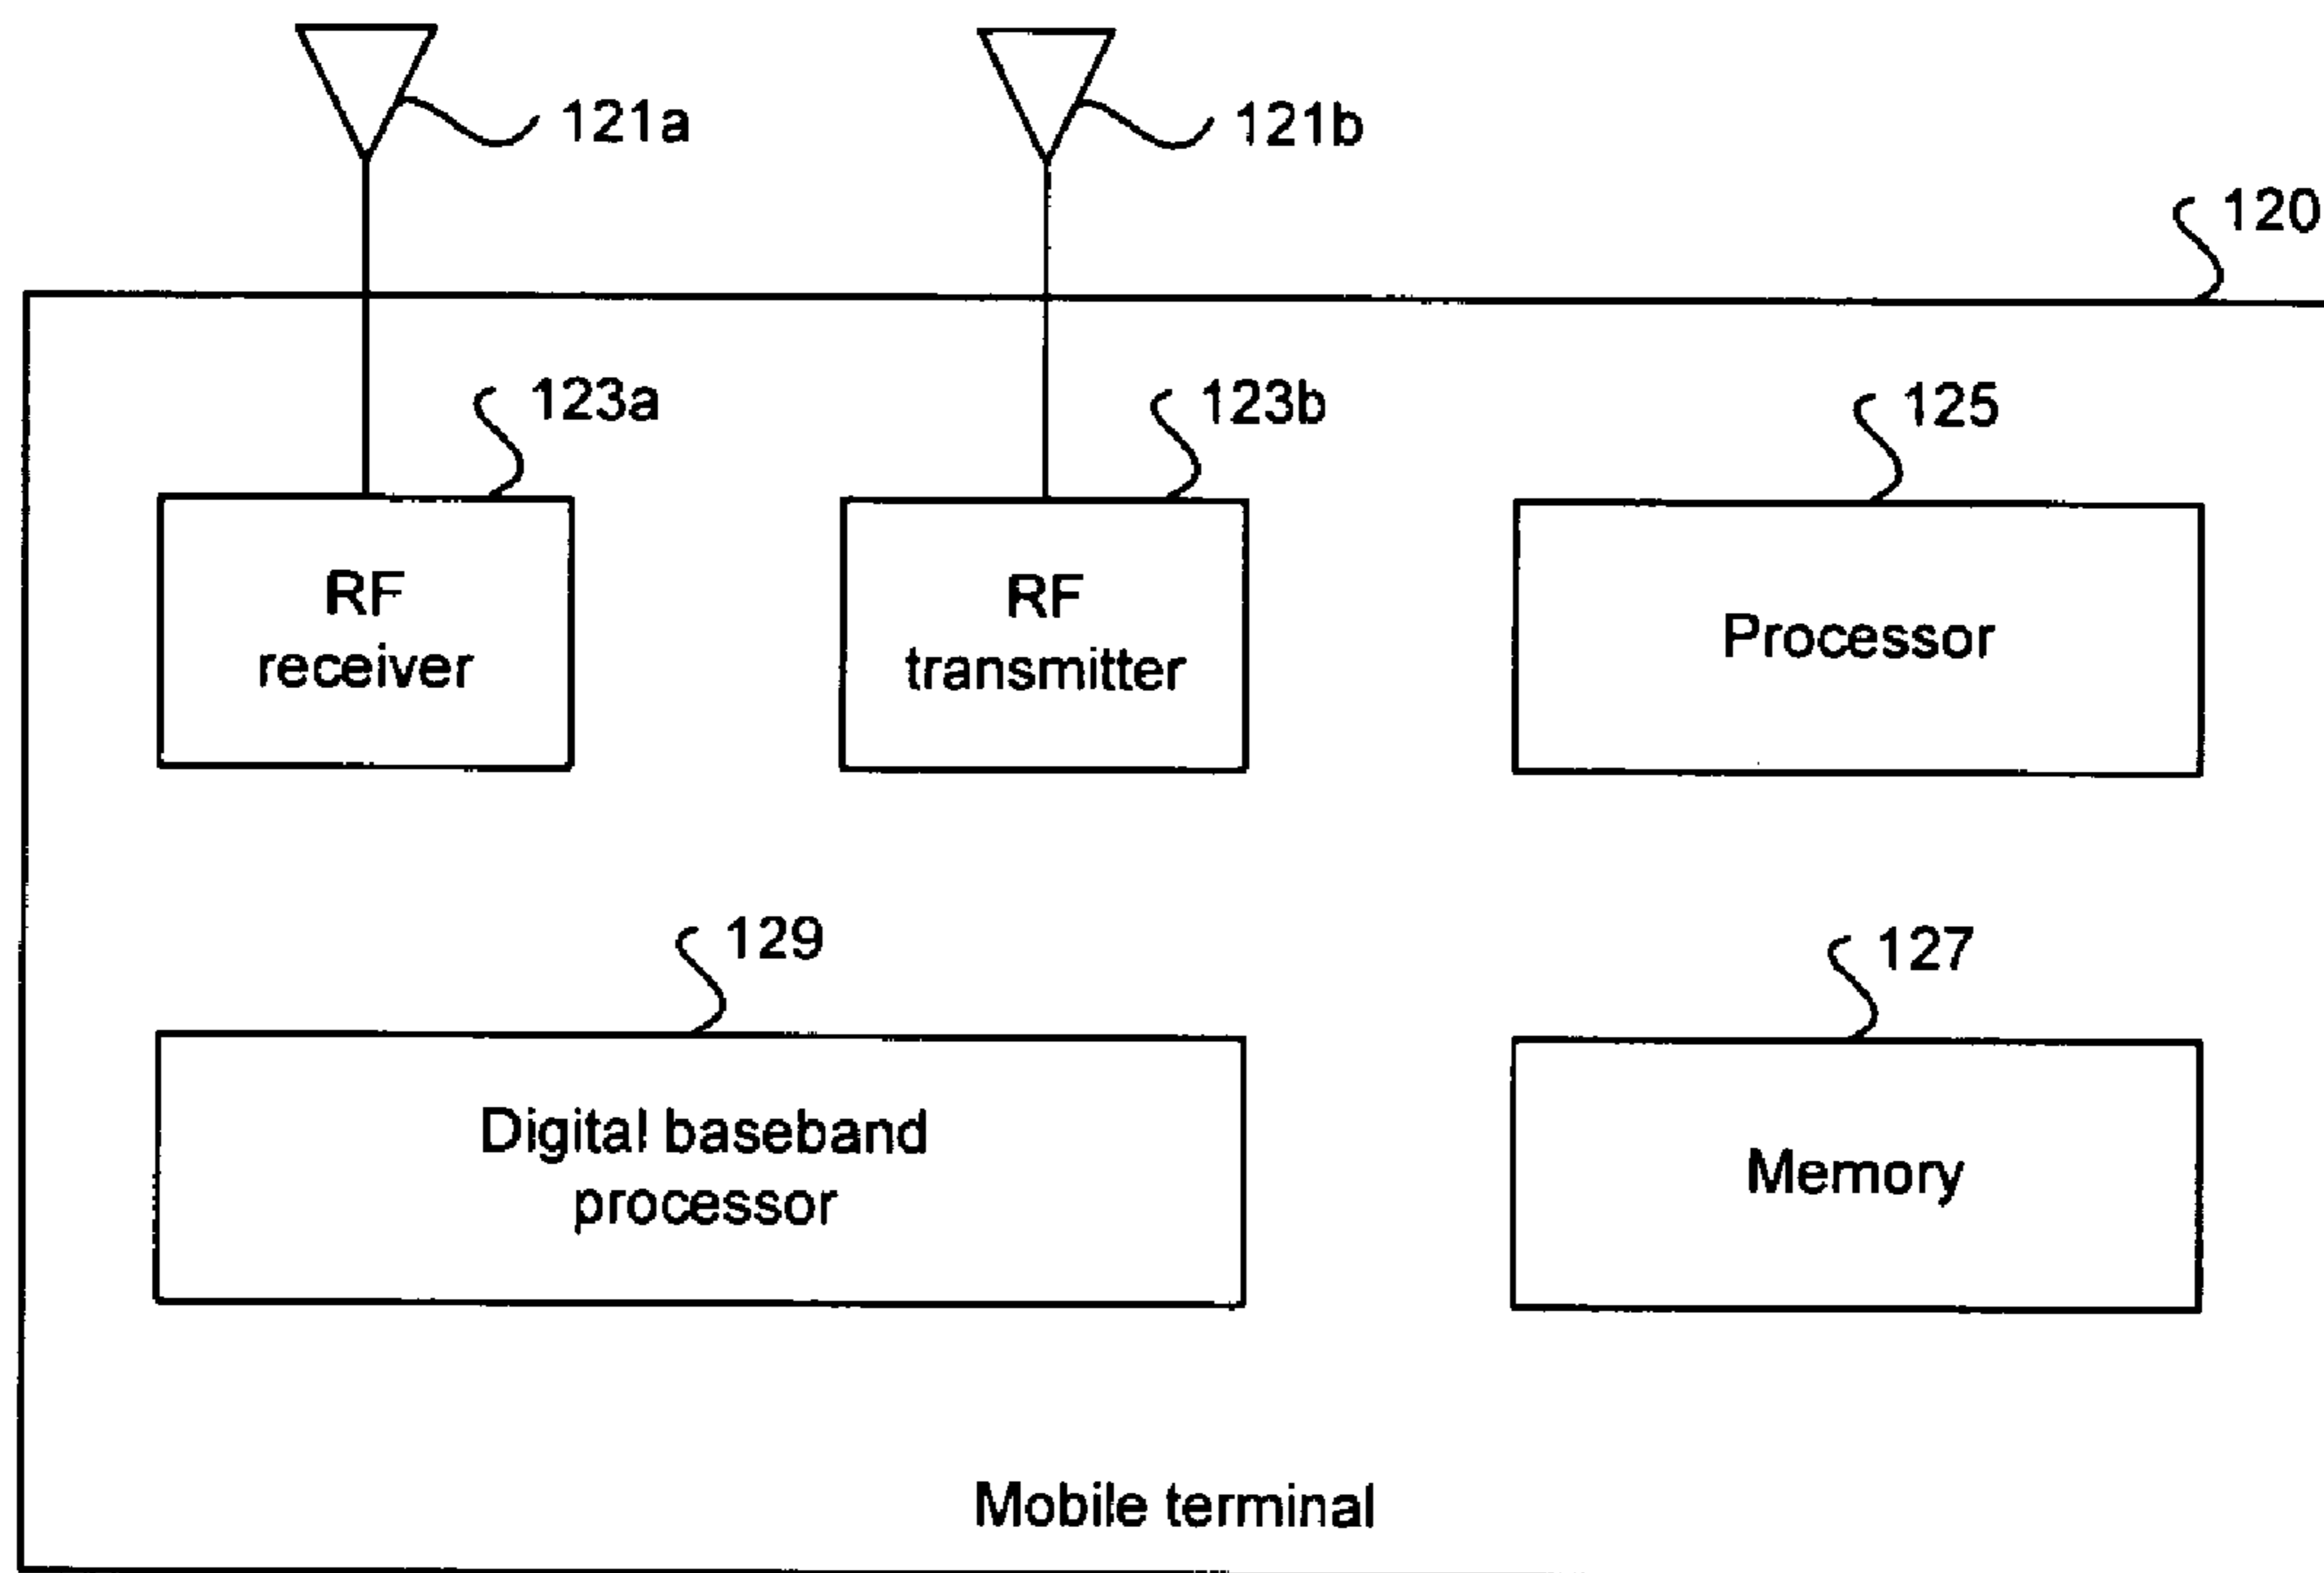 121a
121b
120
123a
123b
125
RF
receiver
RF
transmitter
Processor
129
127
Digital baseband
processor
Memory
Mobile terminal